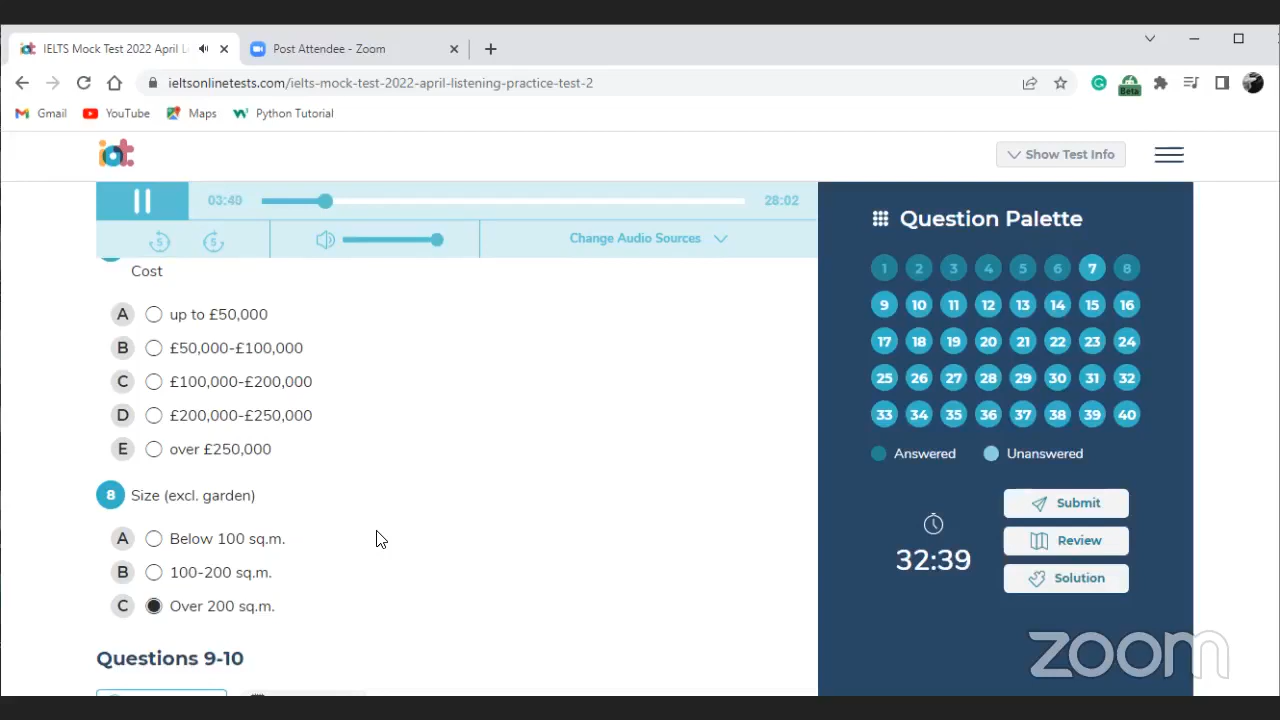 IELTS Mock Test 2022 April L
Post Attendee - Zoom
ieltsonlinetests.com/ielts-mock-test-2022-april-listening-practice-test-2
Beta
Gmail
YouTube
Maps
Python Tutorial
iot
Show Test Info
03:40
28:02
5
5
Change Audio Sources
Cost
A up to £50,000
B £50,000-£100,000
C £100,000-£200,000
D £200,000-£250,000
E over £250,000
8 Size (excl. garden)
A Below 100 sq.m.
B 100-200 sq.m.
C Over 200 sq.m.
Questions 9-10
Question Palette
1 2 3 4 5 6 7 8
9 10 11 12 13 14 15 16
17 18 19 20 21 22 23 24
25 26 27 28 29 30 31 32
33 34 35 36 37 38 39 40
Answered Unanswered
32:39
Submit
Review
Solution
zoom